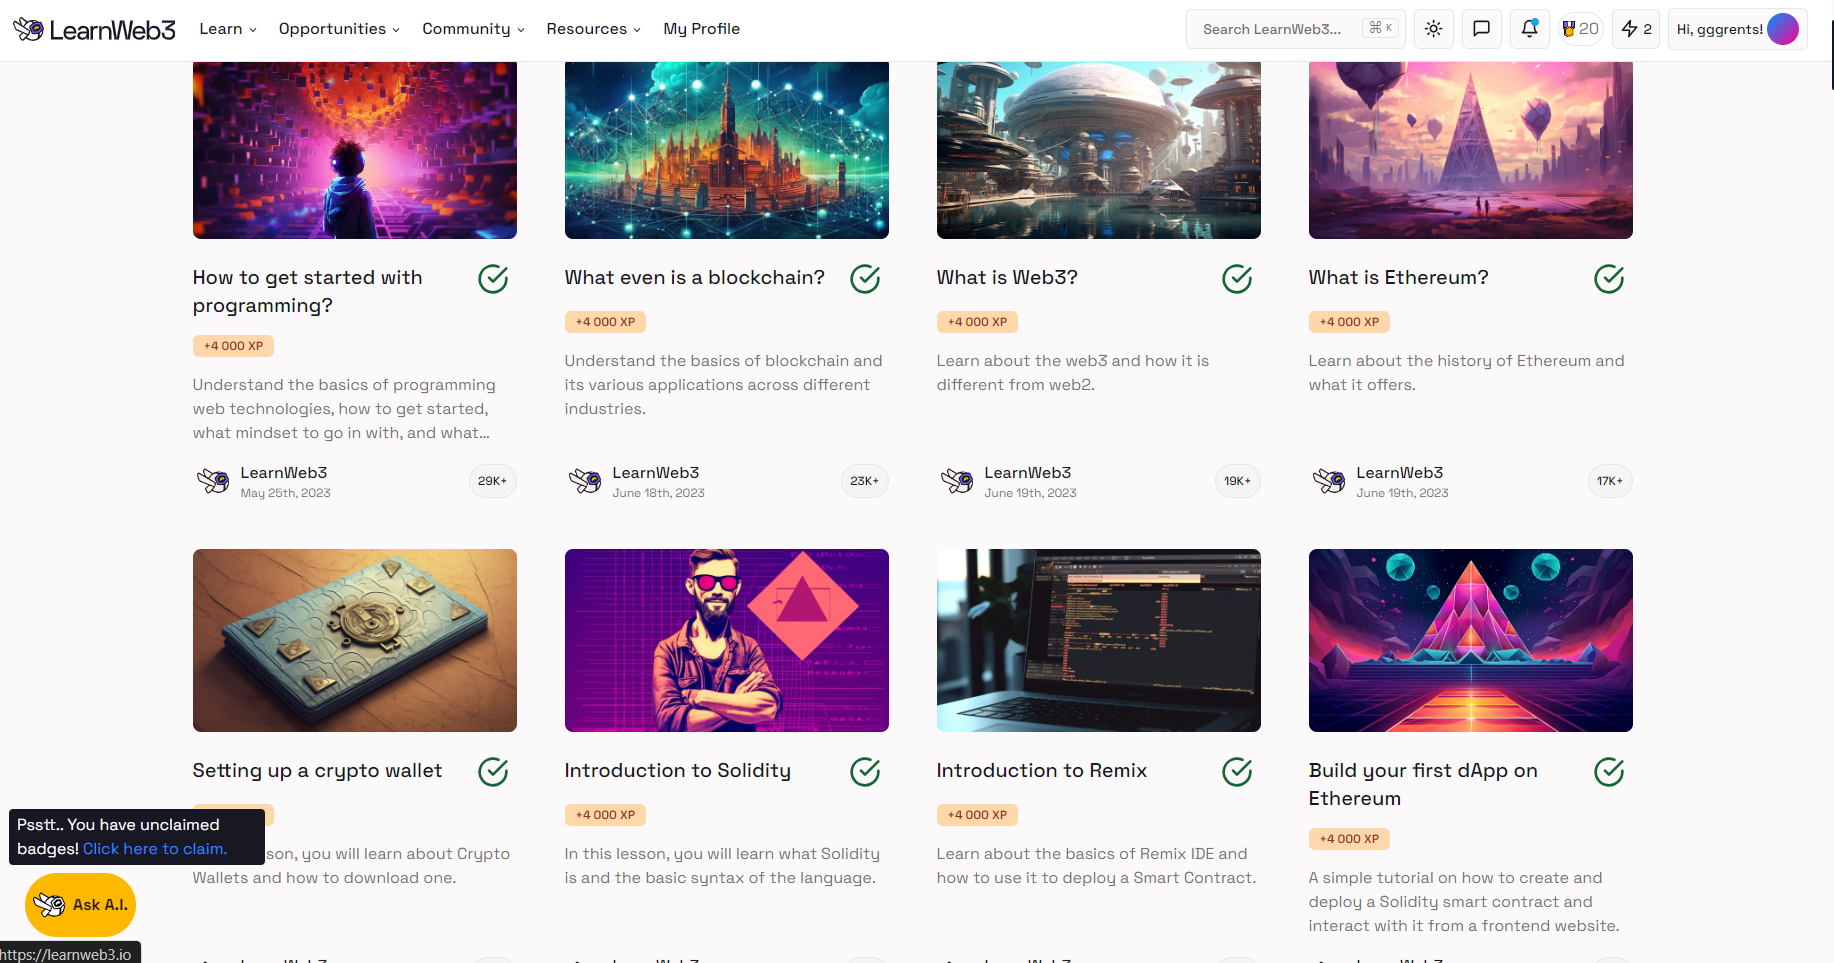 LearnWeb3
Learn
Opportunities
Community
Resources
My Profile
Search LearnWeb3...
⌘ K
20
2
Hi, gggrents!
How to get started with
programming?
+4 000 XP
Understand the basics of programming
web technologies, how to get started,
what mindset to go in with, and what...
LearnWeb3
May 25th, 2023
29K+
What even is a blockchain?
+4 000 XP
Understand the basics of blockchain and
its various applications across different
industries.
LearnWeb3
June 18th, 2023
23K+
What is Web3?
+4 000 XP
Learn about the web3 and how it is
different from web2.
LearnWeb3
June 19th, 2023
19K+
What is Ethereum?
+4 000 XP
Learn about the history of Ethereum and
what it offers.
LearnWeb3
June 19th, 2023
17K+
Setting up a crypto wallet
son, you will learn about Crypto
Wallets and how to download one.
Introduction to Solidity
+4 000 XP
In this lesson, you will learn what Solidity
is and the basic syntax of the language.
Introduction to Remix
+4 000 XP
Learn about the basics of Remix IDE and
how to use it to deploy a Smart Contract.
Build your first dApp on
Ethereum
+4 000 XP
A simple tutorial on how to create and
deploy a Solidity smart contract and
interact with it from a frontend website.
Psstt.. You have unclaimed
badges! Click here to claim.
Ask A.I.
https://learnweb3.io